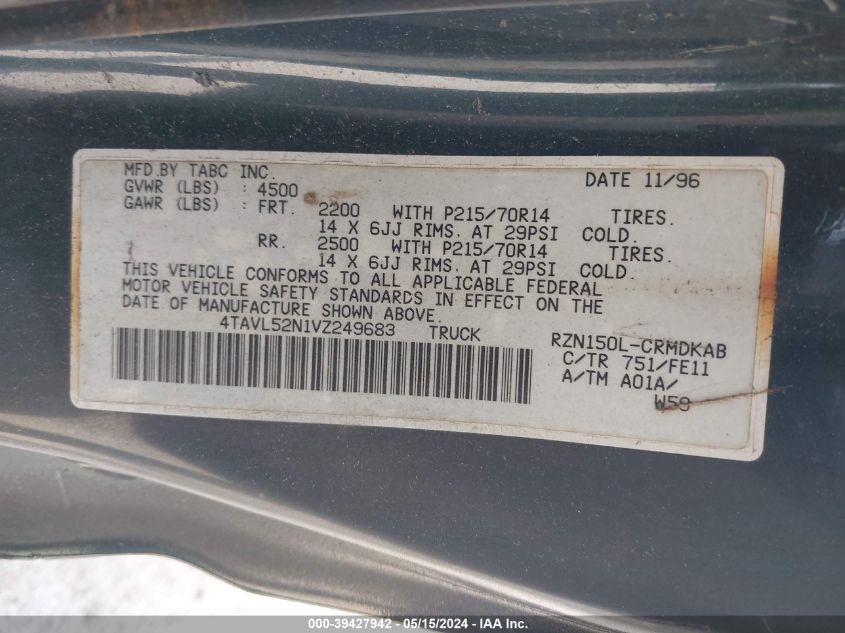 MFD.BY TABC INC. DATE 11/96
GVWR (LBS) : 4500
GAWR (LBS) : FRT. 2200 WITH P215/70R14 TIRES.
14 X 6JJ RIMS. AT 29PSI COLD.
RR. 2500 WITH P215/70R14 TIRES.
14 X 6JJ RIMS. AT 29PSI COLD.
THIS VEHICLE CONFORMS TO ALL APPLICABLE FEDERAL
MOTOR VEHICLE SAFETY STANDARDS IN EFFECT ON THE
DATE OF MANUFACTURE SHOWN ABOVE.
4TAVL52N1VZ249683 TRUCK RZN150L-CRMDKAB
C/TR 751/FE11
A/TM A01A/
W59
000-39427942 - 05/15/2024 - IAAI.COM